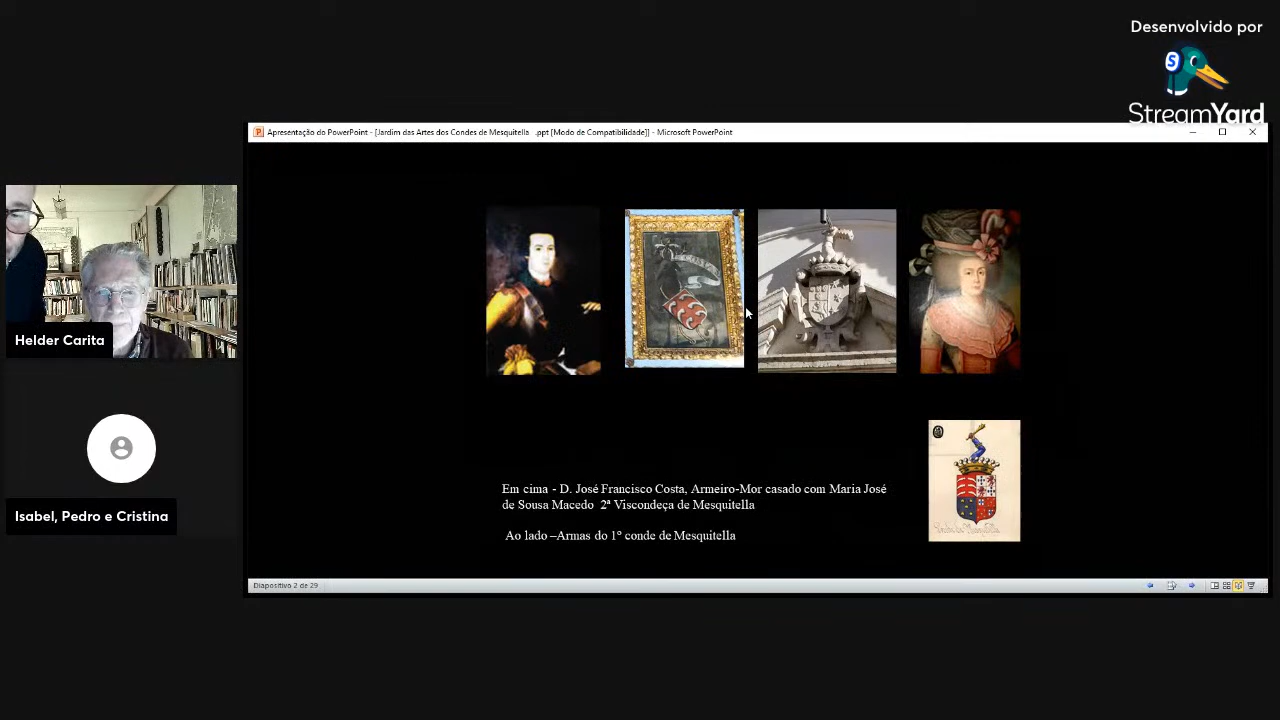 Desenvolvido por
StreamYard
Apresentação do PowerPoint - [Jardim das Artes dos Condes de Mesquitella .ppt [Modo de Compatibilidade]] - Microsoft PowerPoint
Helder Carita
Isabel, Pedro e Cristina
Em cima - D. José Francisco Costa, Armeiro-Mor casado com Maria José
de Sousa Macedo 2ª Viscondeça de Mesquitella
Ao lado –Armas do 1º conde de Mesquitella
Diapositivo 2 de 29